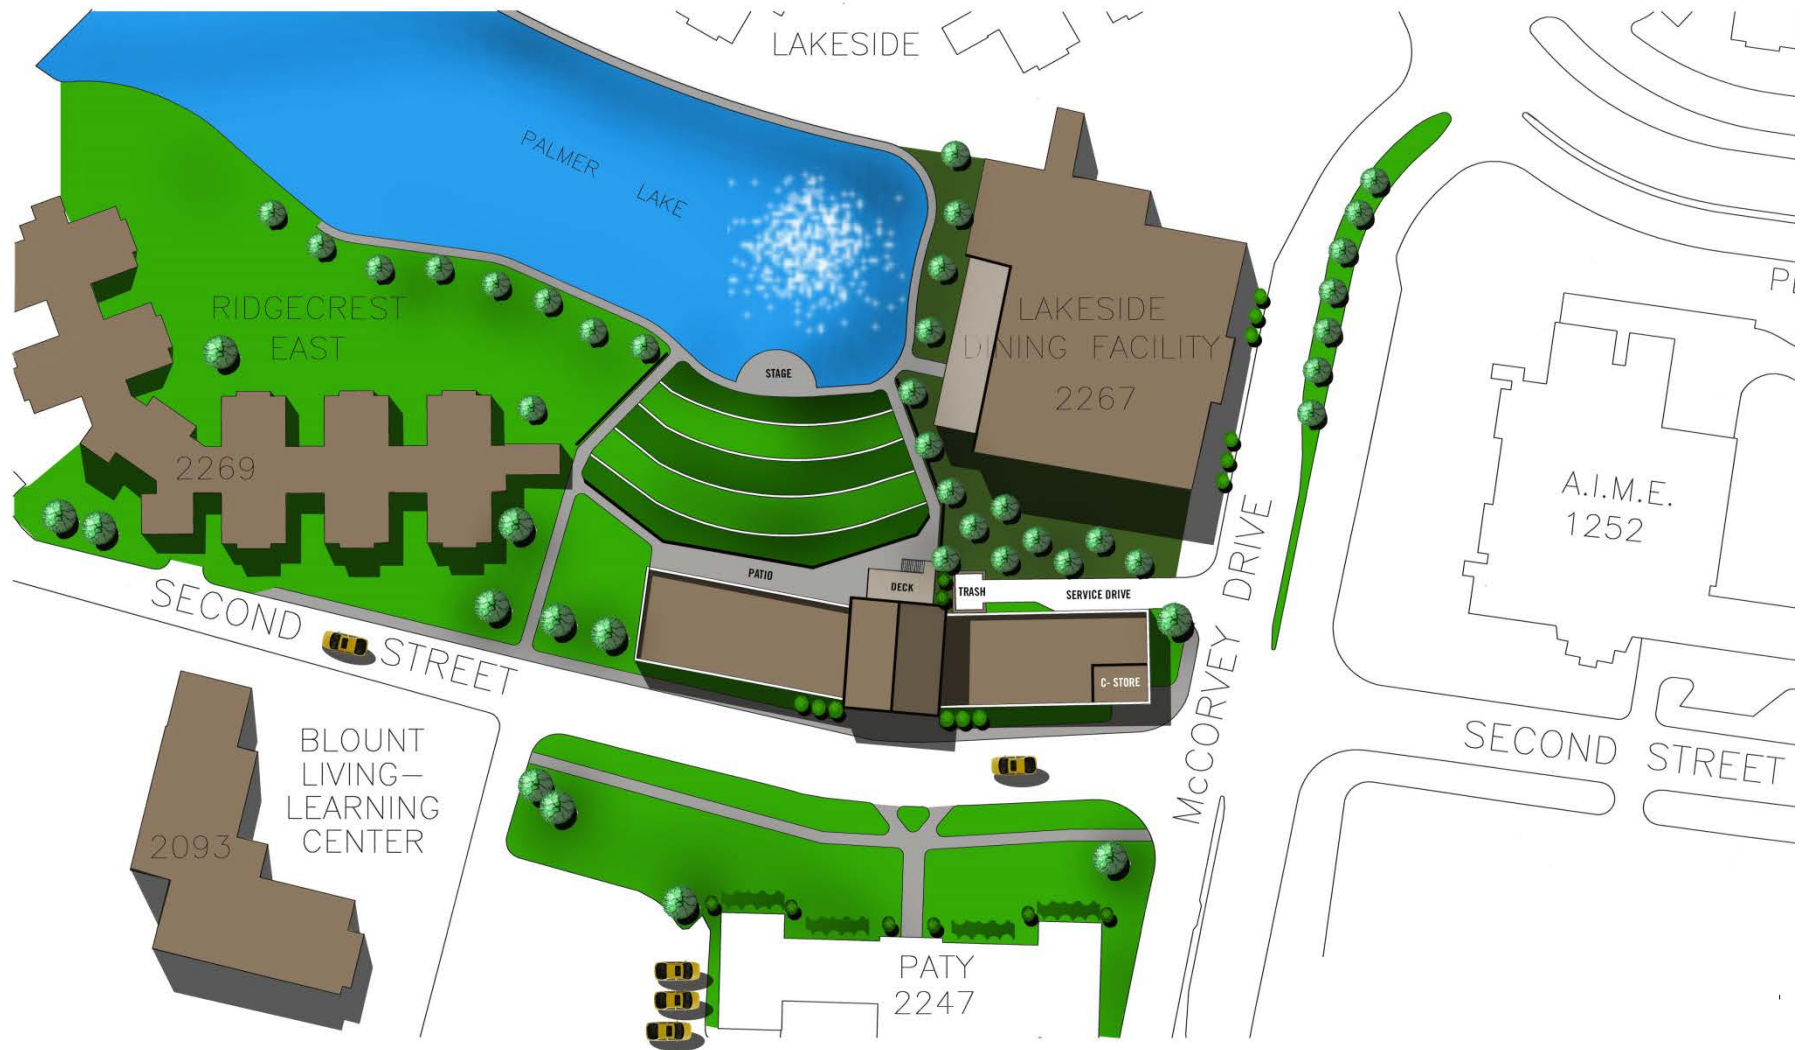 LAKESIDE
PALMER LAKE
RIDGECREST
EAST
2269
LAKESIDE
DINING FACILITY
2267
STAGE
PATIO
DECK
TRASH
SERVICE DRIVE
C- STORE
A.I.M.E.
1252
SECOND STREET
McCORVEY DRIVE
SECOND STREET
BLOUNT
LIVING–
LEARNING
CENTER
2093
PATY
2247